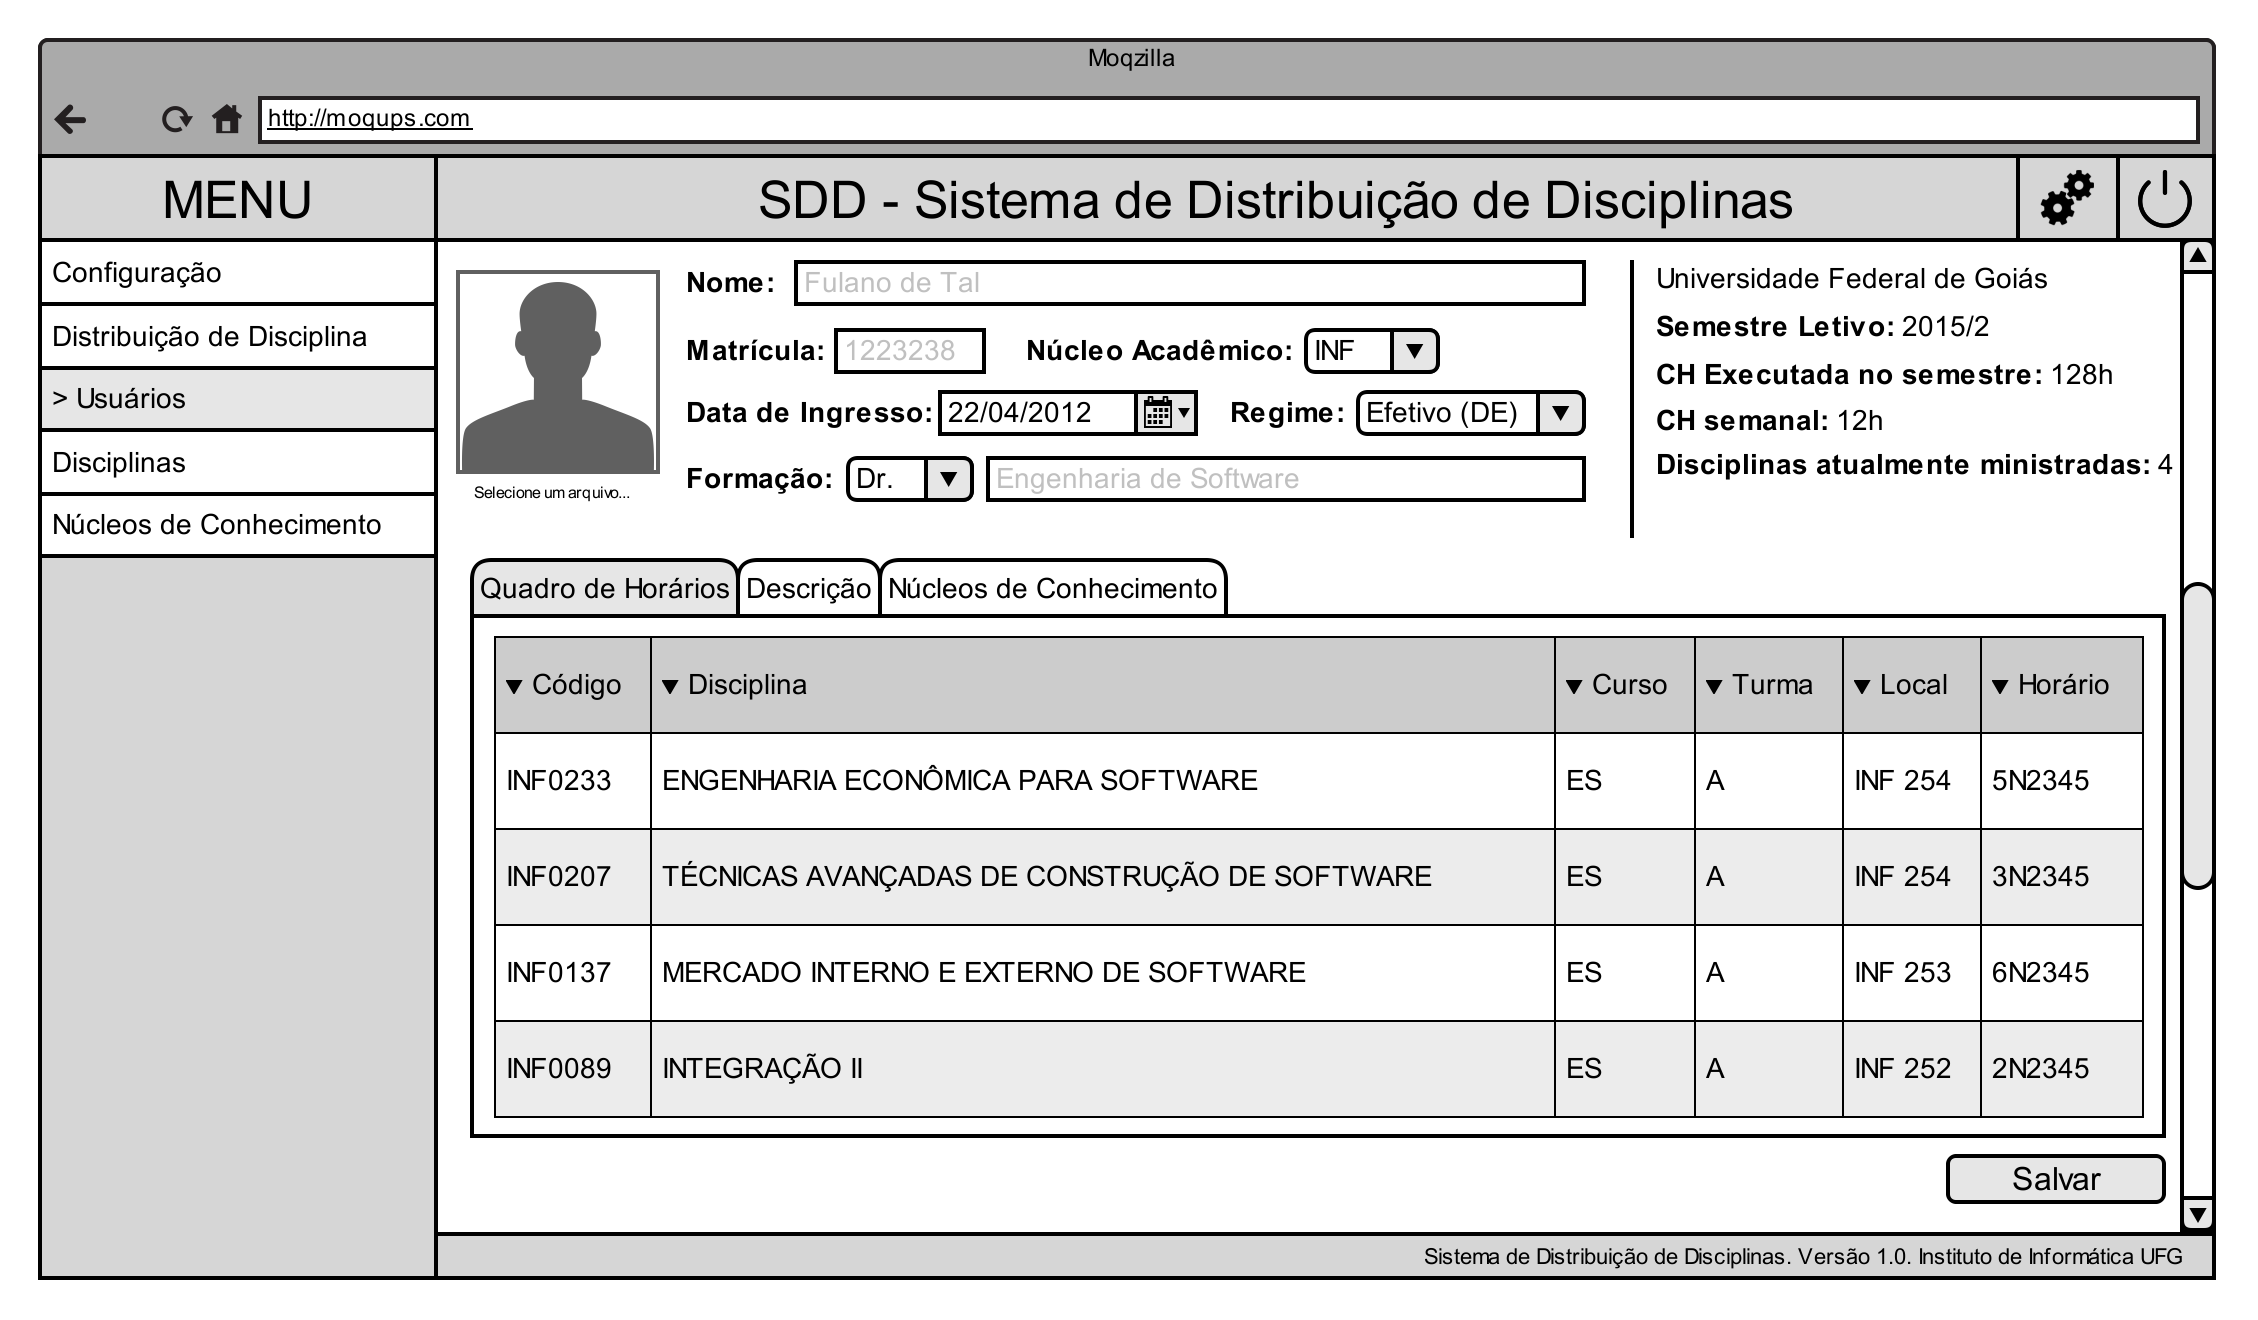 Moqzilla
http://moqups.com
MENU
SDD - Sistema de Distribuição de Disciplinas
Configuração
Distribuição de Disciplina
> Usuários
Disciplinas
Núcleos de Conhecimento
Selecione um arquivo...
Nome: Fulano de Tal
Matrícula: 1223238 Núcleo Acadêmico: INF
Data de Ingresso: 22/04/2012 Regime: Efetivo (DE)
Formação: Dr. Engenharia de Software
Universidade Federal de Goiás
Semestre Letivo: 2015/2
CH Executada no semestre: 128h
CH semanal: 12h
Disciplinas atualmente ministradas: 4
Quadro de Horários Descrição Núcleos de Conhecimento
▼ Código ▼ Disciplina ▼ Curso ▼ Turma ▼ Local ▼ Horário
INF0233 ENGENHARIA ECONÔMICA PARA SOFTWARE ES A INF 254 5N2345
INF0207 TÉCNICAS AVANÇADAS DE CONSTRUÇÃO DE SOFTWARE ES A INF 254 3N2345
INF0137 MERCADO INTERNO E EXTERNO DE SOFTWARE ES A INF 253 6N2345
INF0089 INTEGRAÇÃO II ES A INF 252 2N2345
Salvar
Sistema de Distribuição de Disciplinas. Versão 1.0. Instituto de Informática UFG